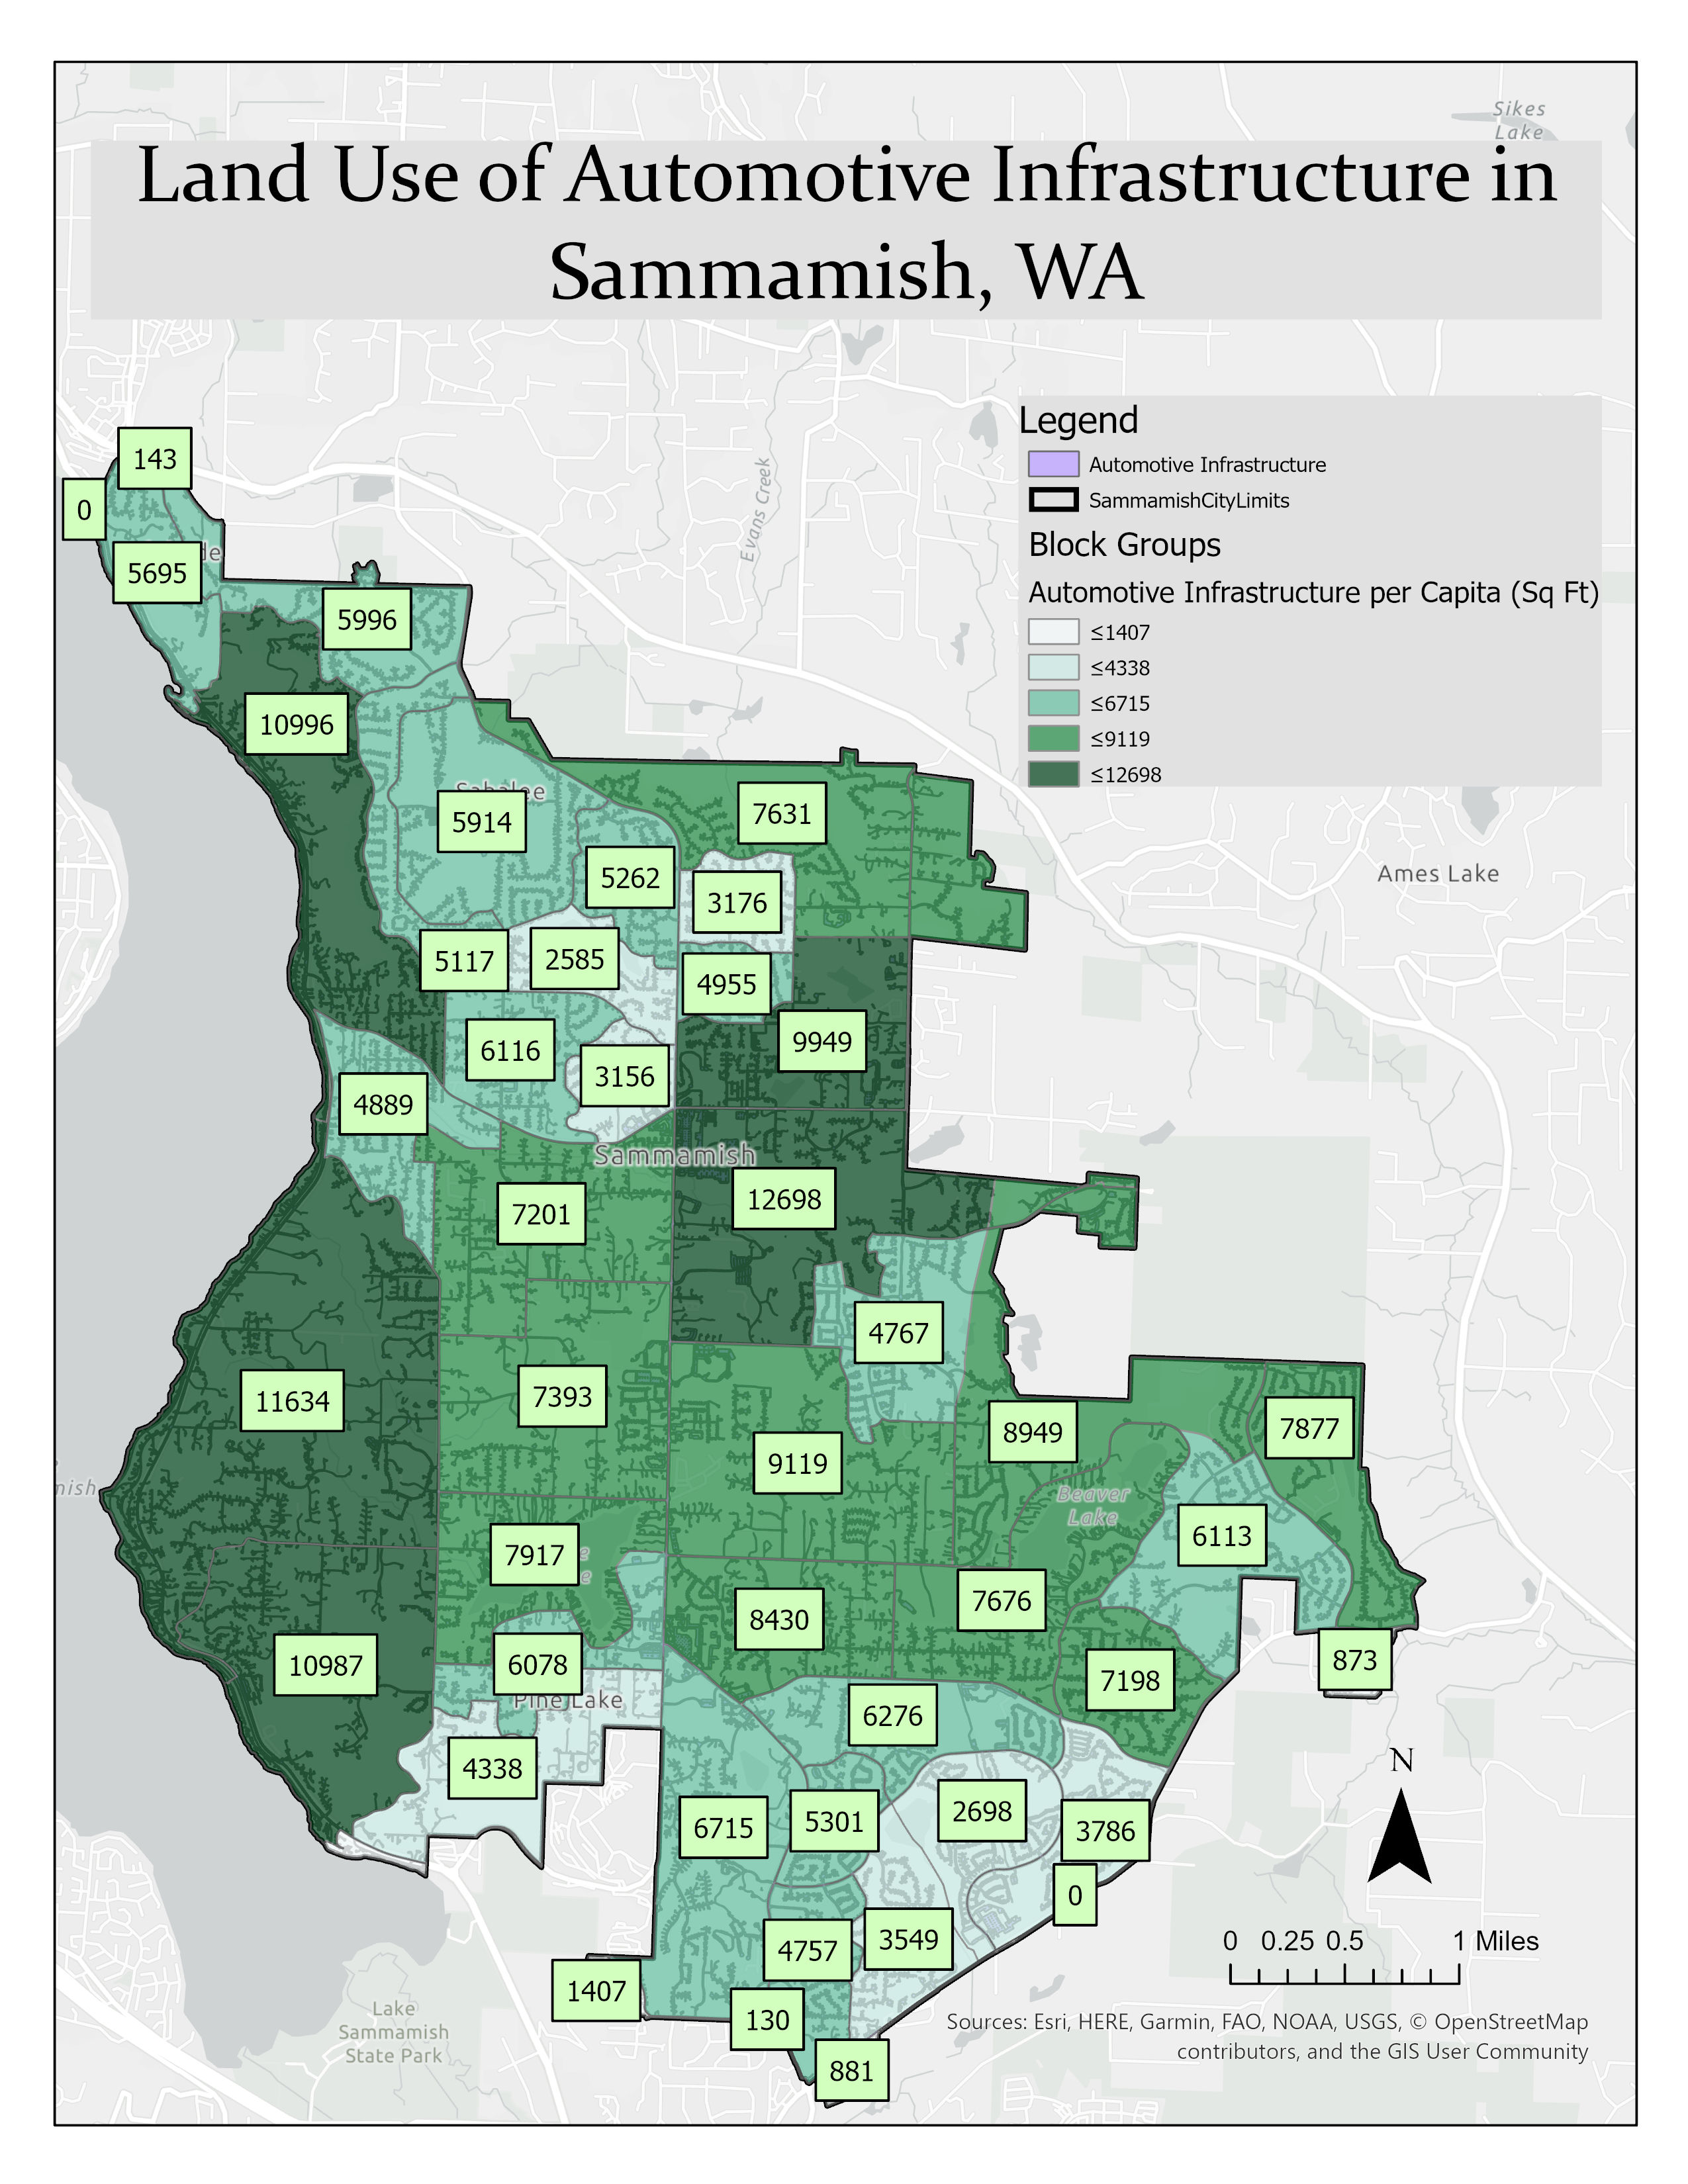 Sikes
Lake
Land Use of Automotive Infrastructure in
Sammamish, WA
Legend
Automotive Infrastructure
SammamishCityLimits
Block Groups
Automotive Infrastructure per Capita (Sq Ft)
≤1407
≤4338
≤6715
≤9119
≤12698
Evans Creek
143
0
de
5695
5996
10996
Sahalee
5914
7631
5262
3176
Ames Lake
5117
2585
4955
9949
6116
3156
4889
Sammamish
12698
7201
4767
11634
7393
8949
7877
9119
mish
Beaver
Lake
6113
7917
e
e
7676
8430
873
10987
6078
7198
Pine Lake
6276
4338
N
2698
6715
5301
3786
0
3549
4757
0 0.25 0.5 1 Miles
1407
130
Lake
Sammamish
State Park
Sources: Esri, HERE, Garmin, FAO, NOAA, USGS, © OpenStreetMap
contributors, and the GIS User Community
881